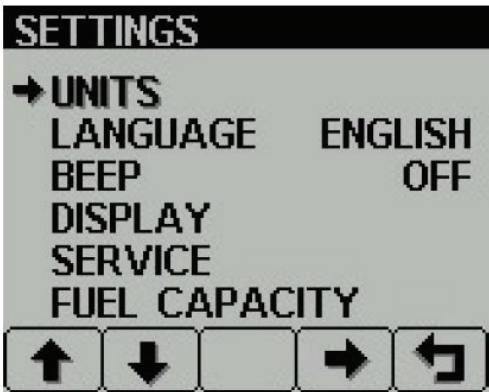 SETTINGS
UNITS
LANGUAGE ENGLISH
BEEP OFF
DISPLAY
SERVICE
FUEL CAPACITY